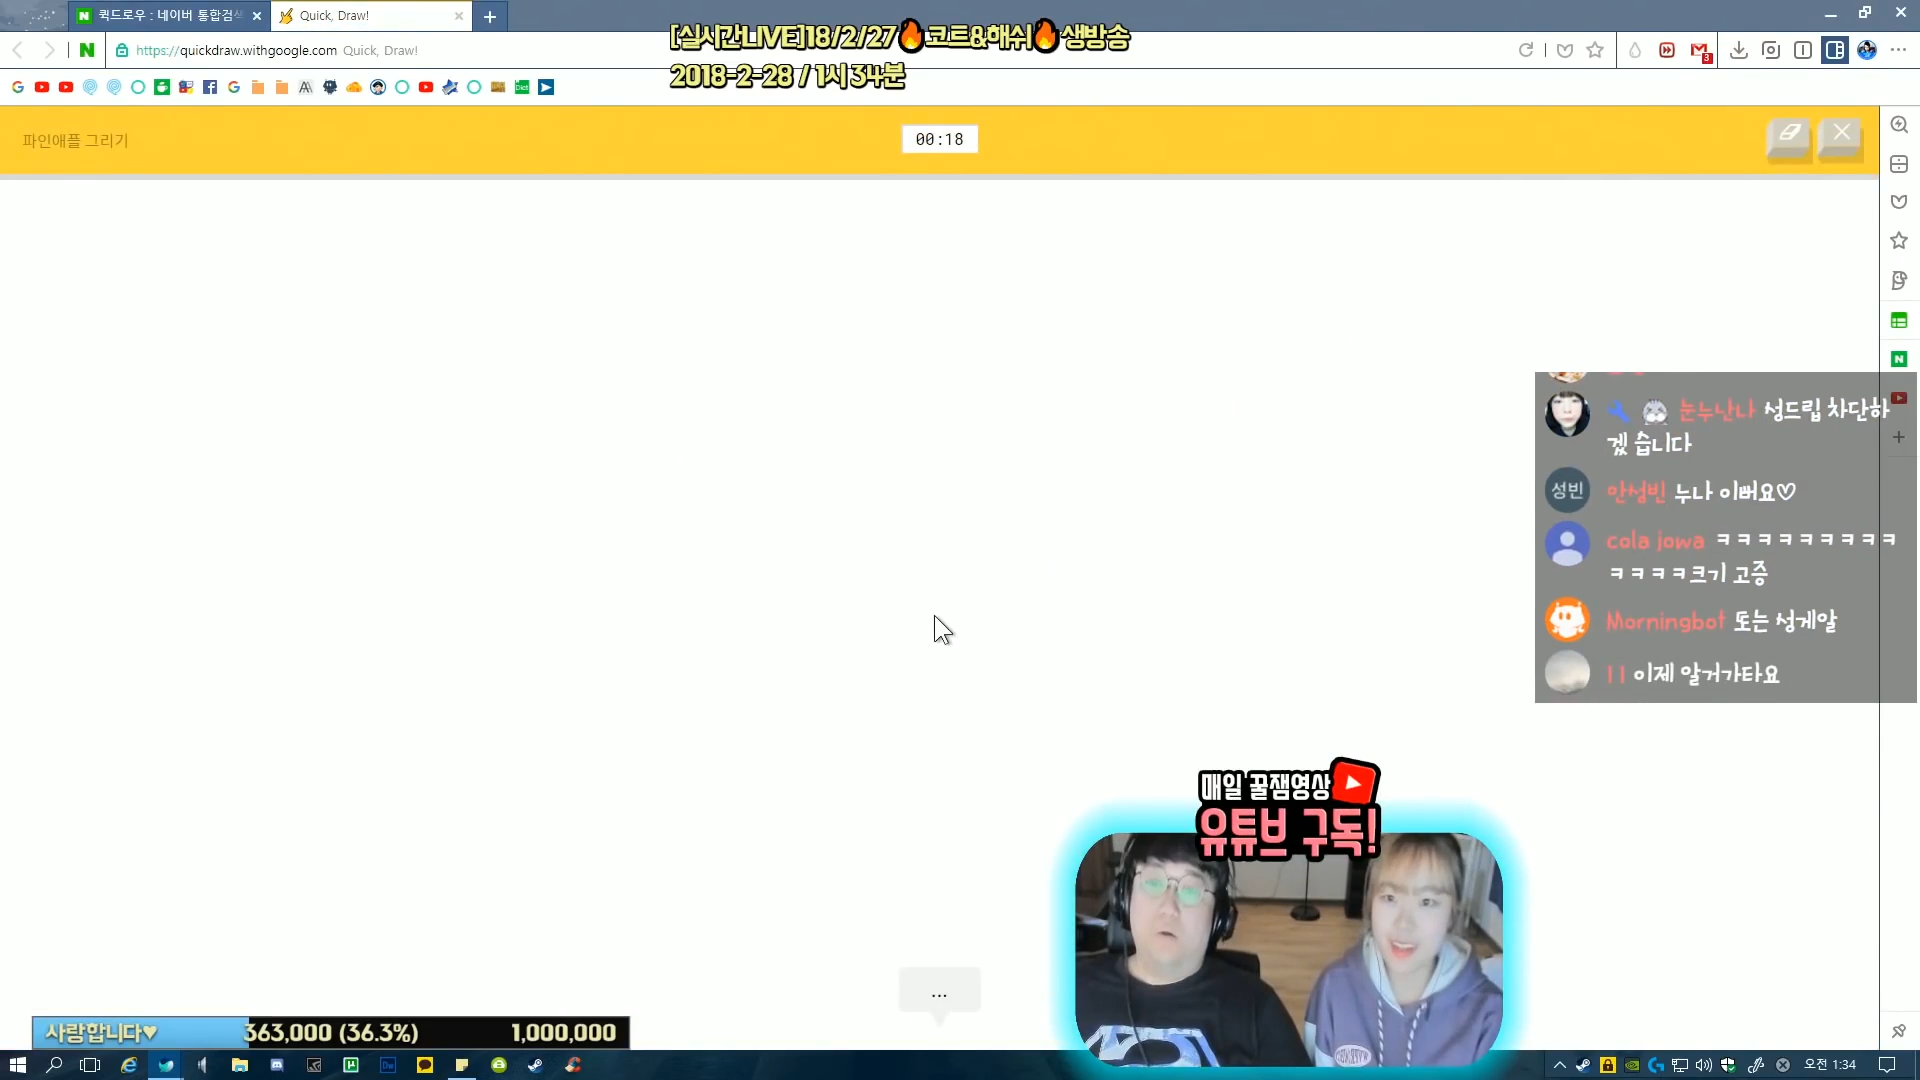 퀵드로우 : 네이버 통합검색
Quick, Draw!
https://quickdraw.withgoogle.com Quick, Draw!
[실시간LIVE]18/2/27🔥코트&해쉬🔥생방송
2018-2-28 / 1시 34분
파인애플 그리기
00:18
눈누난나 성드립 차단하
겠 습니다
성빈
안성빈 누나 이뻐요♡
cola jowa ㅋㅋㅋㅋㅋㅋㅋㅋㅋ
ㅋㅋㅋㅋ크기 고증
Morningbot 또는 성게알
l l 이제 알거가타요
매일 꿀잼영상
유튜브 구독!
...
사랑합니다♥ 363,000 (36.3%) 1,000,000
오전 1:34